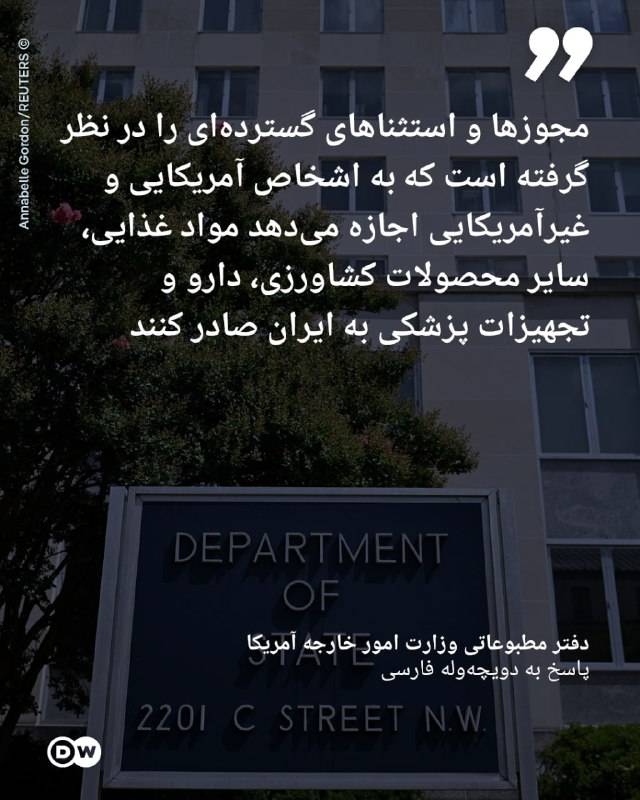 © Annabelle Gordon/REUTERS
مجوزها و استثناهای گسترده‌ای را در نظر
گرفته است که به اشخاص آمریکایی و
غیرآمریکایی اجازه می‌دهد مواد غذایی،
سایر محصولات کشاورزی، دارو و
تجهیزات پزشکی به ایران صادر کنند
DEPARTMENT
OF
STATE
دفتر مطبوعاتی وزارت امور خارجه آمریکا
پاسخ به دویچه‌وله فارسی
2201 C STREET N.W.
DW